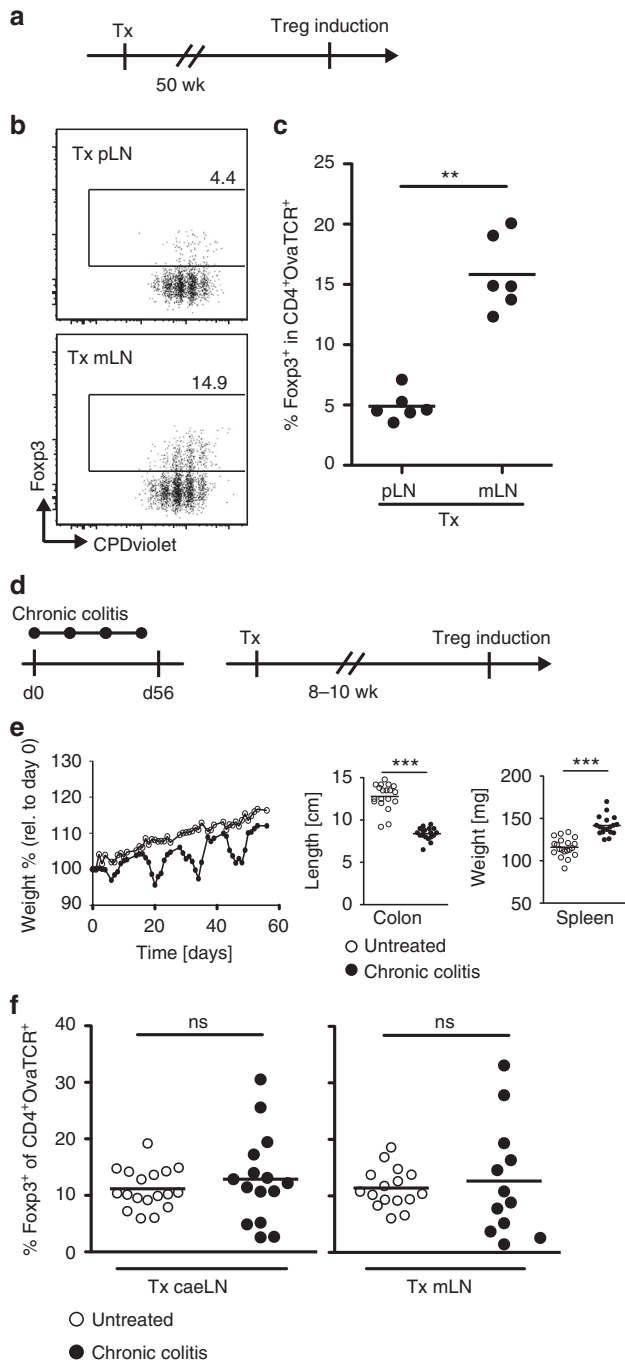 a
Tx
Treg induction
50 wk
b
Tx pLN
4.4
Tx mLN
14.9
Foxp3
CPDviolet
c
**
% Foxp3+ in CD4+OvaTCR+
25
20
15
10
5
0
pLN
mLN
Tx
d
Chronic colitis
d0
d56
Tx
Treg induction
8–10 wk
e
Weight % (rel. to day 0)
130
120
110
100
90
0
20
40
60
Time [days]
***
Length [cm]
15
10
5
0
Colon
***
Weight [mg]
200
150
100
50
Spleen
Untreated
Chronic colitis
f
% Foxp3+ of CD4+OvaTCR+
40
30
20
10
0
ns
ns
Tx caeLN
Tx mLN
Untreated
Chronic colitis